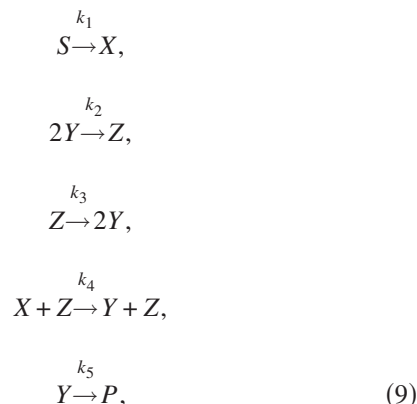 k1
S→X,
k2
2Y→Z,
k3
Z→2Y,
k4
X+Z→Y+Z,
k5
Y→P, (9)